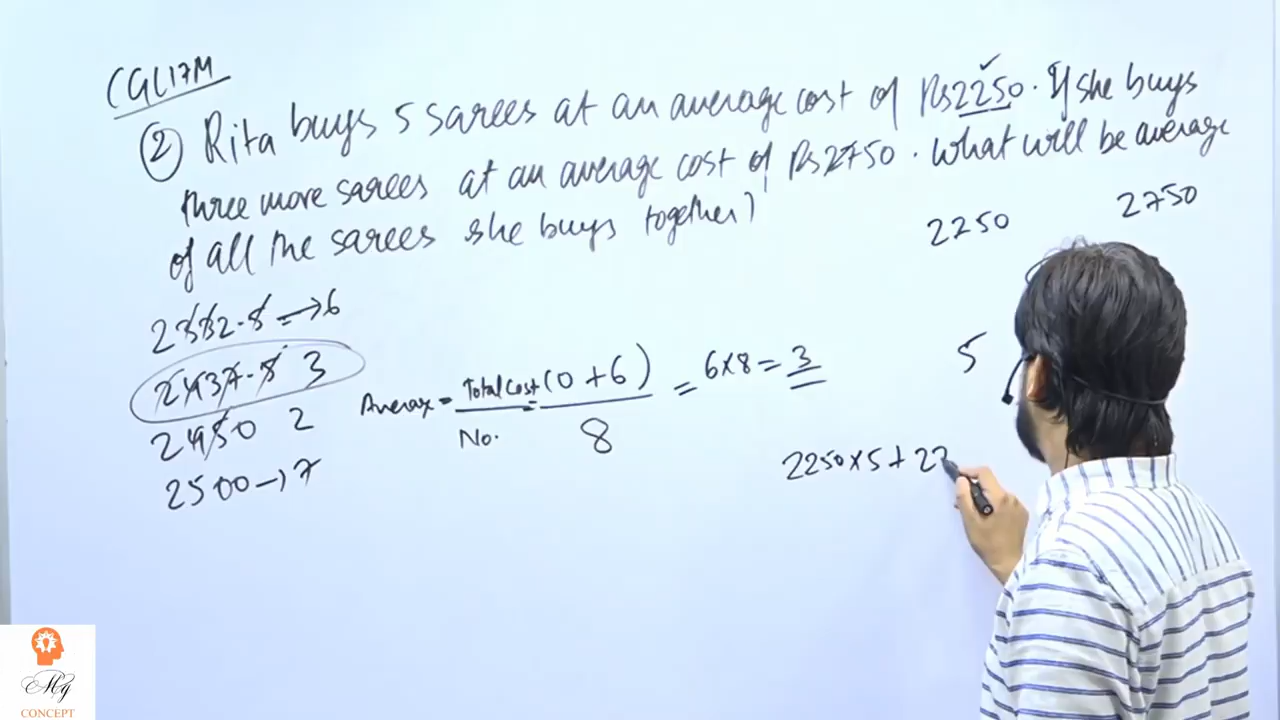 CGL17M
② Rita buys 5 sarees at an average cost of Rs2250. If she buys
three more sarees at an average cost of Rs2750. What will be average
of all the sarees she buys together?
2250 2750
2332.8 → 6
2437.8 3
2450 2
2500 → 7
Average = Total Cost/No. = (0+6)/8 = 6×8 = 3
5
2250×5+27
My
CONCEPT